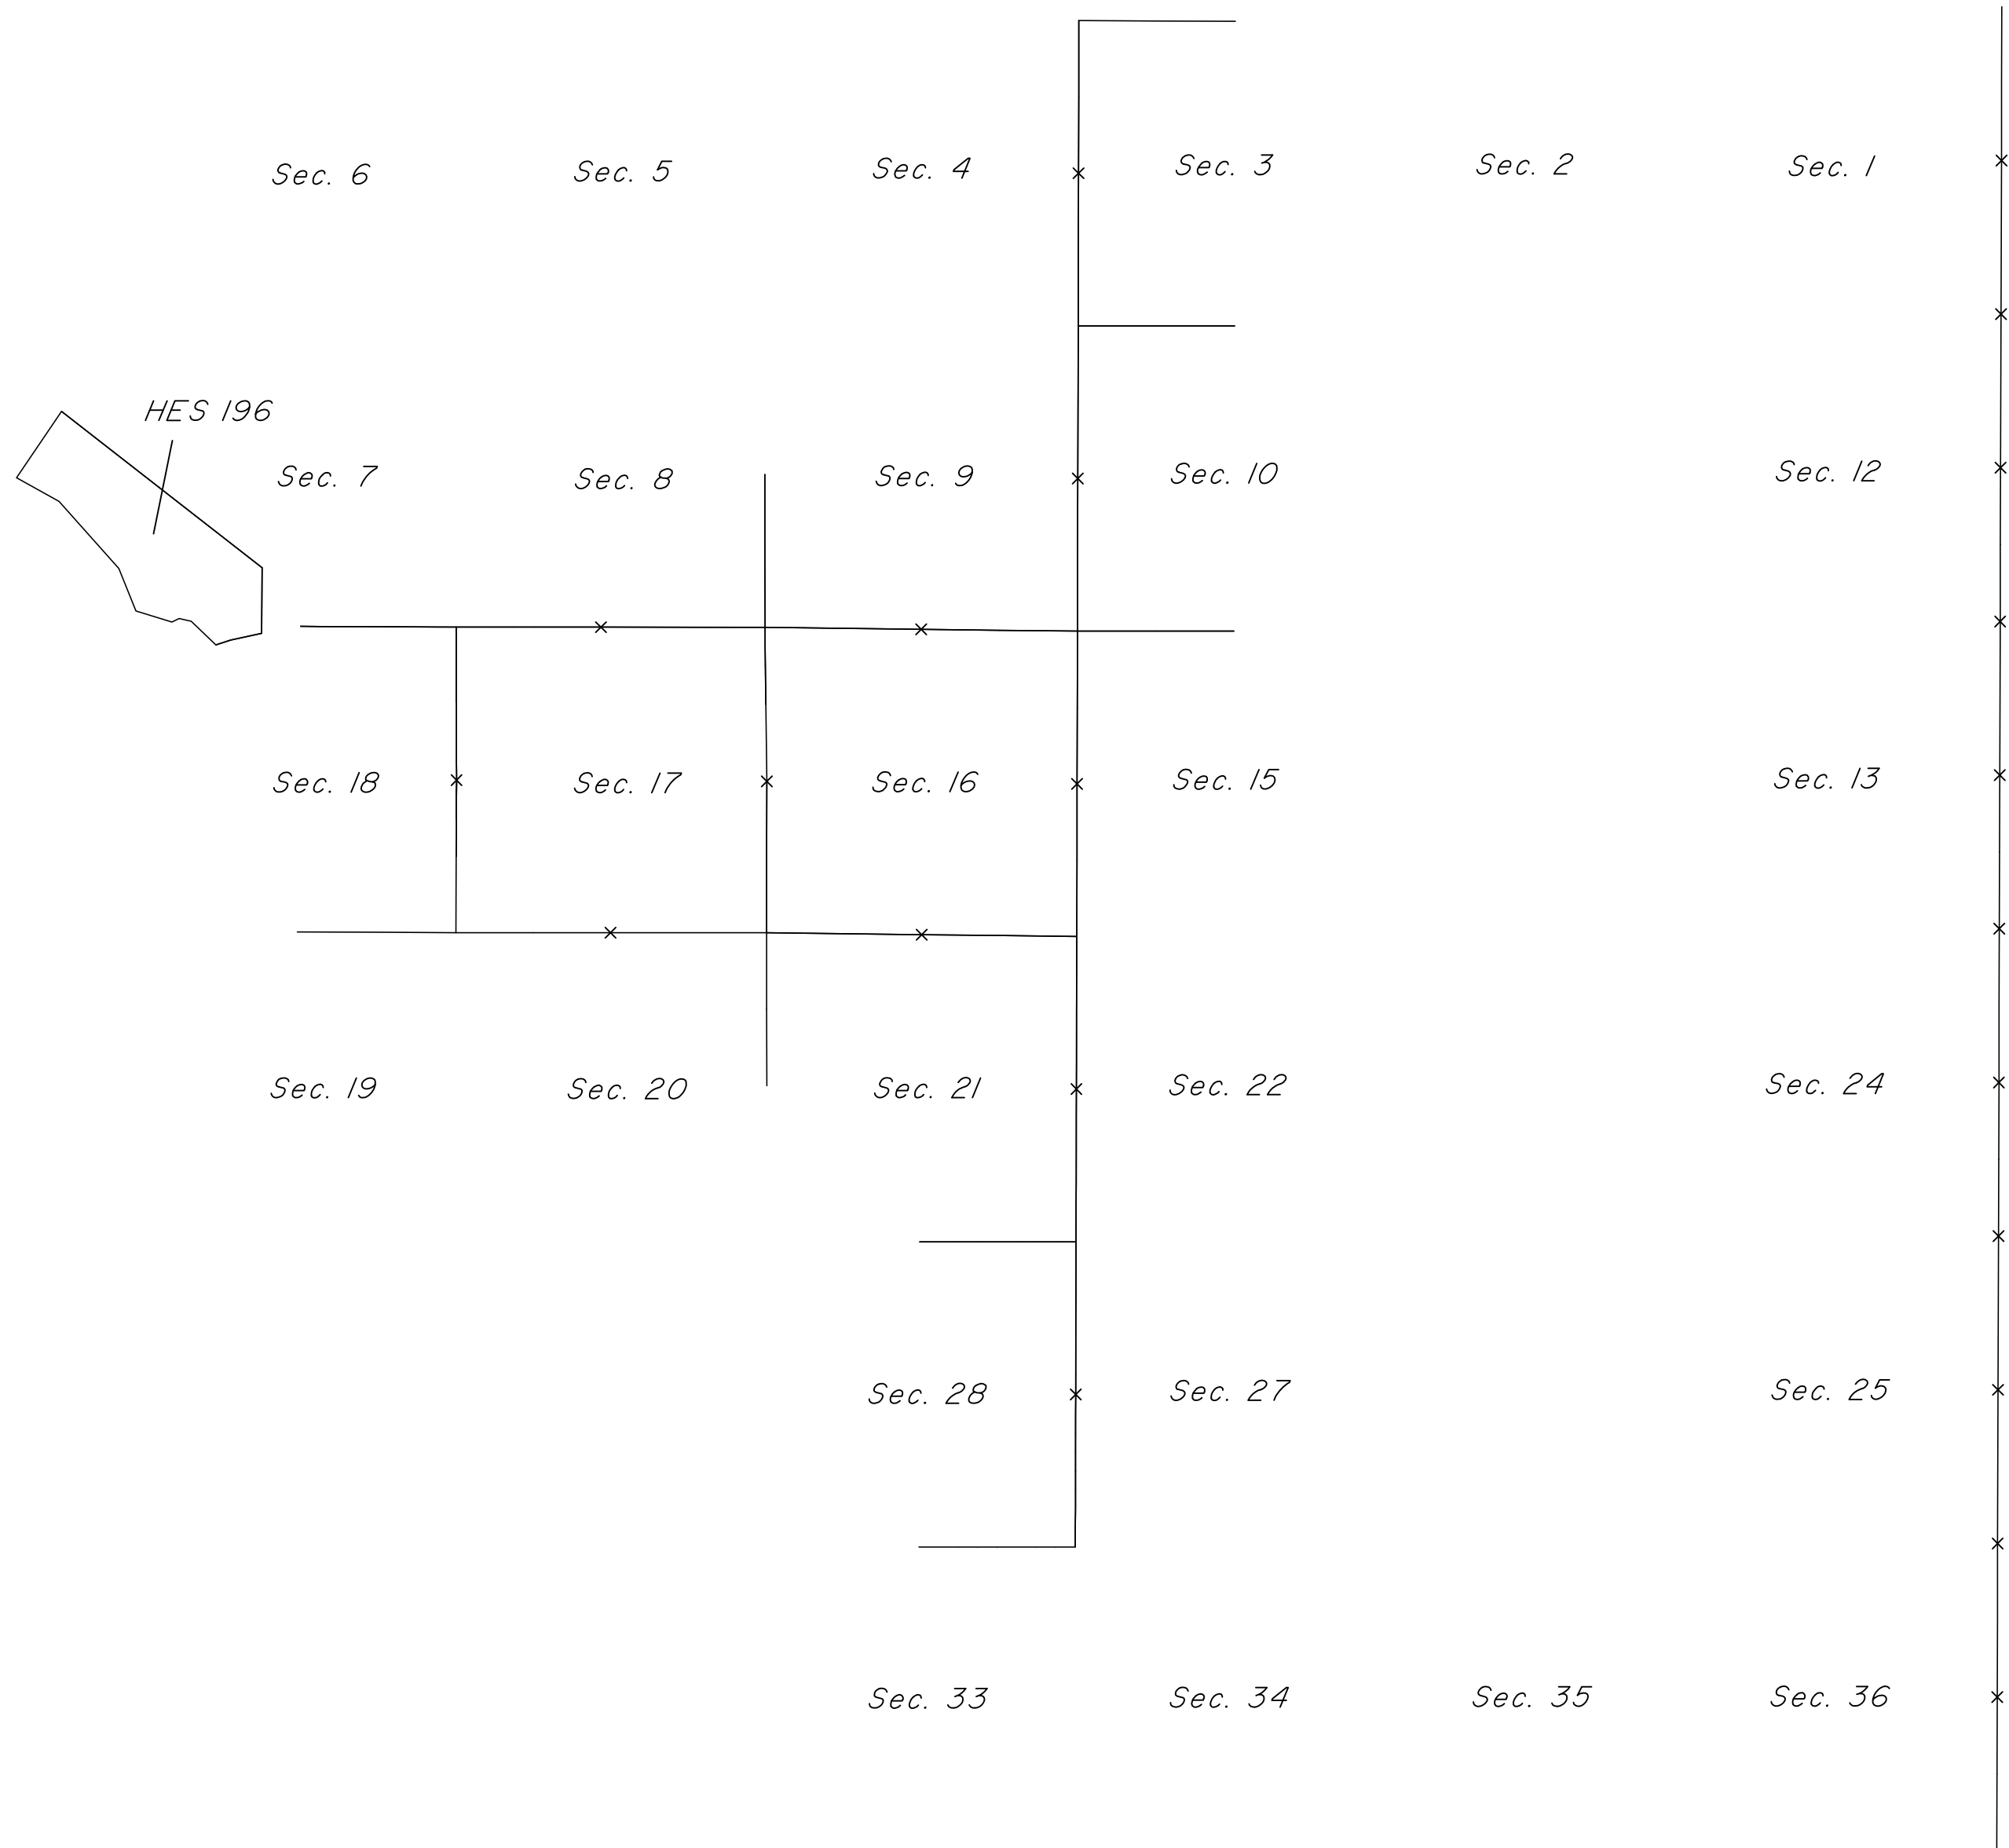 Sec. 6
Sec. 5
Sec. 4
Sec. 3
Sec. 2
Sec. 1
HES 196
Sec. 7
Sec. 8
Sec. 9
Sec. 10
Sec. 12
Sec. 18
Sec. 17
Sec. 16
Sec. 15
Sec. 13
Sec. 19
Sec. 20
Sec. 21
Sec. 22
Sec. 24
Sec. 28
Sec. 27
Sec. 25
Sec. 33
Sec. 34
Sec. 35
Sec. 36